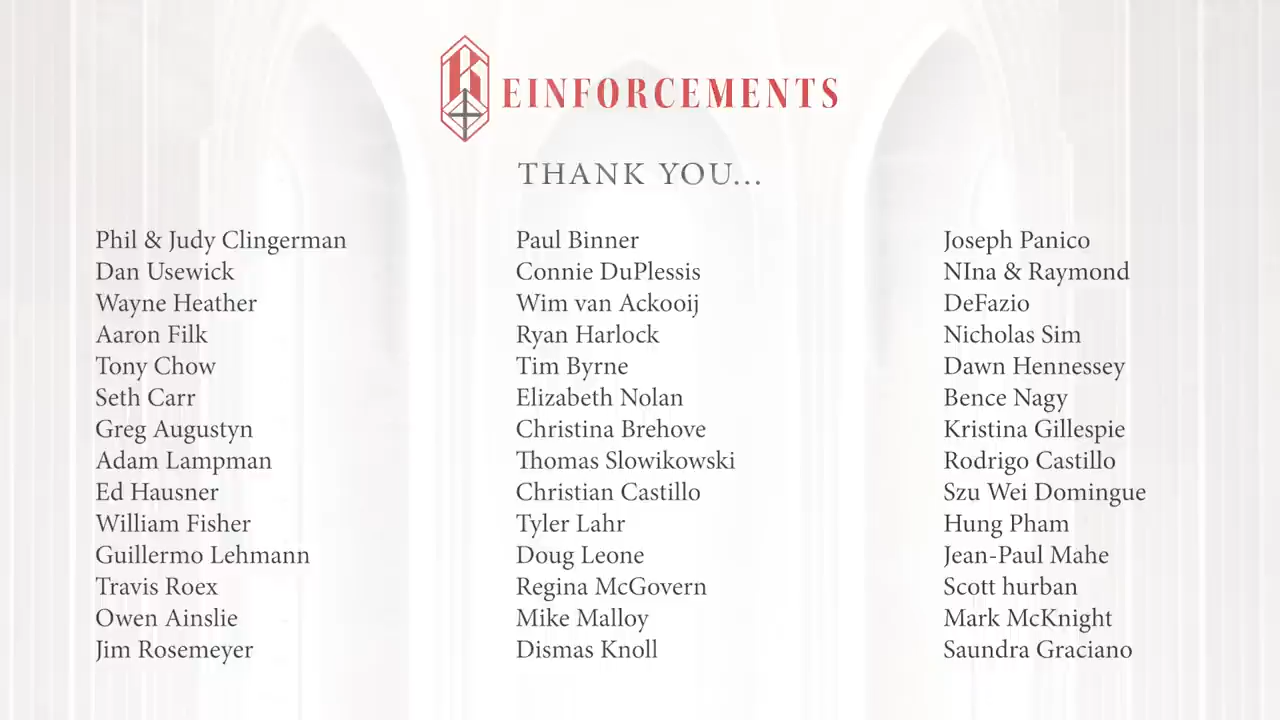 REINFORCEMENTS
THANK YOU...
Phil & Judy Clingerman
Dan Usewick
Wayne Heather
Aaron Filk
Tony Chow
Seth Carr
Greg Augustyn
Adam Lampman
Ed Hausner
William Fisher
Guillermo Lehmann
Travis Roex
Owen Ainslie
Jim Rosemeyer
Paul Binner
Connie DuPlessis
Wim van Ackooij
Ryan Harlock
Tim Byrne
Elizabeth Nolan
Christina Brehove
Thomas Slowikowski
Christian Castillo
Tyler Lahr
Doug Leone
Regina McGovern
Mike Malloy
Dismas Knoll
Joseph Panico
NIna & Raymond
DeFazio
Nicholas Sim
Dawn Hennessey
Bence Nagy
Kristina Gillespie
Rodrigo Castillo
Szu Wei Domingue
Hung Pham
Jean-Paul Mahe
Scott hurban
Mark McKnight
Saundra Graciano